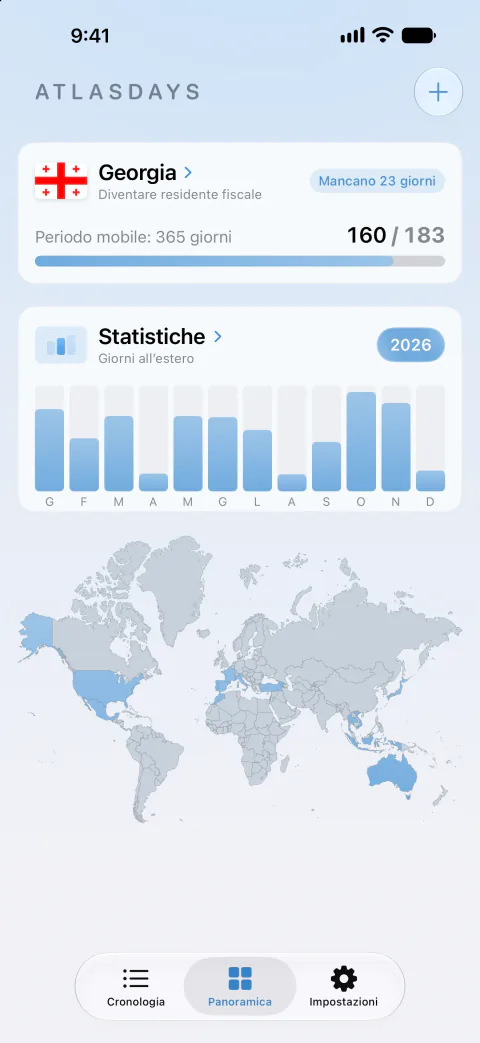 9:41
ATLASDAYS
Georgia
Diventare residente fiscale
Mancano 23 giorni
Periodo mobile: 365 giorni
160 / 183
Statistiche
Giorni all'estero
2026
G F M A M G L A S O N D
Cronologia
Panoramica
Impostazioni